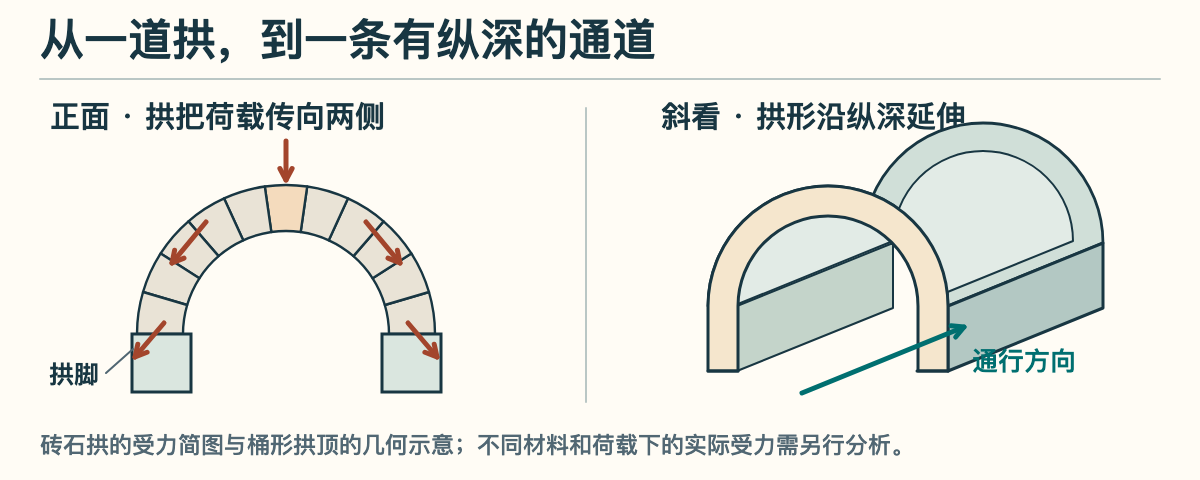 从一道拱，到一条有纵深的通道
正面 · 拱把荷载传向两侧
斜看 · 拱形沿纵深延伸
拱脚
通行方向
砖石拱的受力简图与桶形拱顶的几何示意；不同材料和荷载下的实际受力需另行分析。